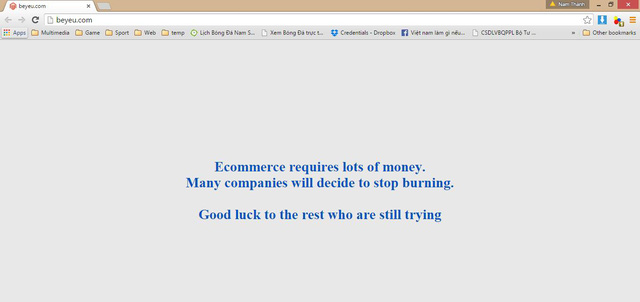 beyeu.com
Nam Thanh
beyeu.com
Apps
Multimedia
Game
Sport
Web
temp
Lịch Bóng Đá Nam S...
Xem Bóng Đá trực t...
Credentials - Dropbox
Việt nam làm gì nếu...
CSDLVBQPPL Bộ Tư ...
»
Other bookmarks
Ecommerce requires lots of money.
Many companies will decide to stop burning.
Good luck to the rest who are still trying